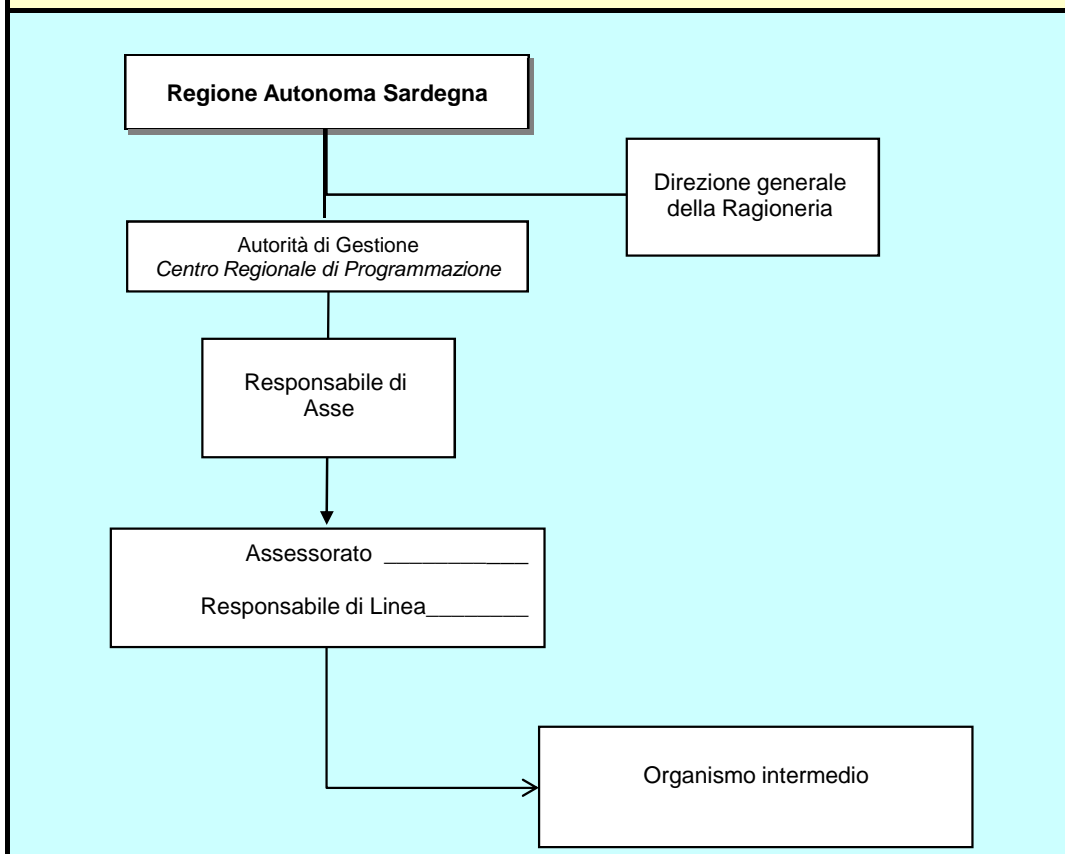 Regione Autonoma Sardegna
Direzione generale
della Ragioneria
Autorità di Gestione
Centro Regionale di Programmazione
Responsabile di
Asse
Assessorato ___________
Responsabile di Linea________
Organismo intermedio